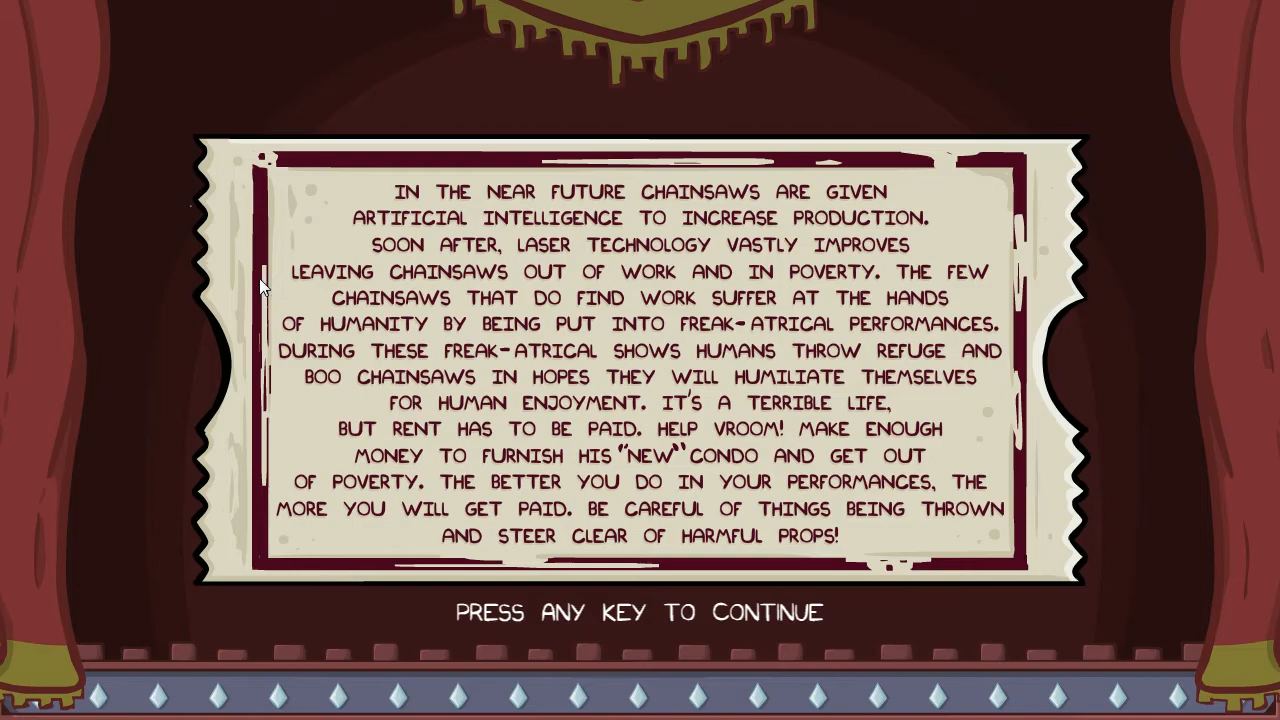 IN THE NEAR FUTURE CHAINSAWS ARE GIVEN
ARTIFICIAL INTELLIGENCE TO INCREASE PRODUCTION.
SOON AFTER, LASER TECHNOLOGY VASTLY IMPROVES
LEAVING CHAINSAWS OUT OF WORK AND IN POVERTY. THE FEW
CHAINSAWS THAT DO FIND WORK SUFFER AT THE HANDS
OF HUMANITY BY BEING PUT INTO FREAK-ATRICAL PERFORMANCES.
DURING THESE FREAK-ATRICAL SHOWS HUMANS THROW REFUGE AND
BOO CHAINSAWS IN HOPES THEY WILL HUMILIATE THEMSELVES
FOR HUMAN ENJOYMENT. IT'S A TERRIBLE LIFE,
BUT RENT HAS TO BE PAID. HELP VROOM! MAKE ENOUGH
MONEY TO FURNISH HIS "NEW" CONDO AND GET OUT
OF POVERTY. THE BETTER YOU DO IN YOUR PERFORMANCES, THE
MORE YOU WILL GET PAID. BE CAREFUL OF THINGS BEING THROWN
AND STEER CLEAR OF HARMFUL PROPS!
PRESS ANY KEY TO CONTINUE